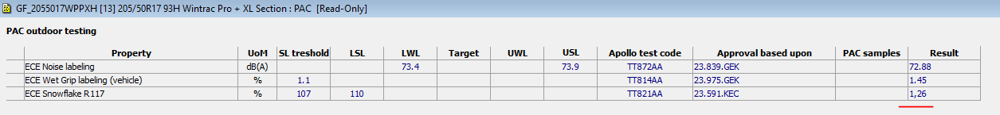 GF_2055017WPPXH [13] 205/50R17 93H Wintrac Pro + XL Section : PAC [Read-Only]
PAC outdoor testing
Property UoM SL treshold LSL LWL Target UWL USL Apollo test code Approval based upon PAC samples Result
ECE Noise labeling dB(A) 73.4 73.9 TT872AA 23.839.GEK 72.88
ECE Wet Grip labeling (vehicle) % 1.1 TT814AA 23.975.GEK 1.45
ECE Snowflake R117 % 107 110 TT821AA 23.591.KEC 1,26